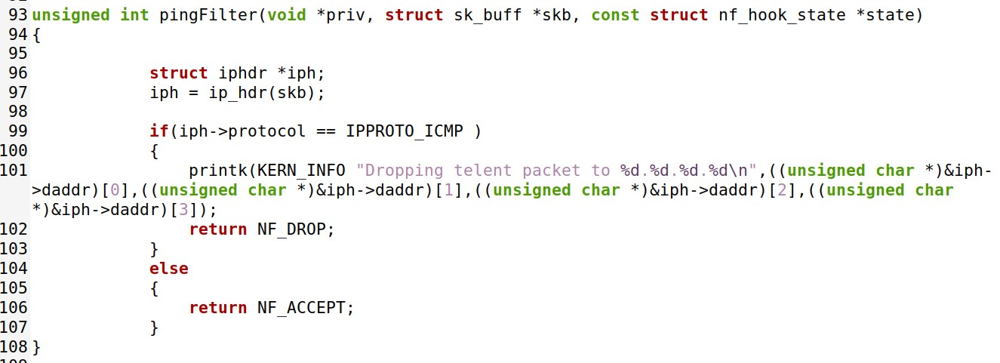 93 unsigned int pingFilter(void *priv, struct sk_buff *skb, const struct nf_hook_state *state)
94 {
95
96 struct iphdr *iph;
97 iph = ip_hdr(skb);
98
99 if(iph->protocol == IPPROTO_ICMP )
100 {
101 printk(KERN_INFO "Dropping telent packet to %d.%d.%d.%d\n",((unsigned char *)&iph-
>daddr)[0],((unsigned char *)&iph->daddr)[1],((unsigned char *)&iph->daddr)[2],((unsigned char
*)&iph->daddr)[3]);
102 return NF_DROP;
103 }
104 else
105 {
106 return NF_ACCEPT;
107 }
108 }